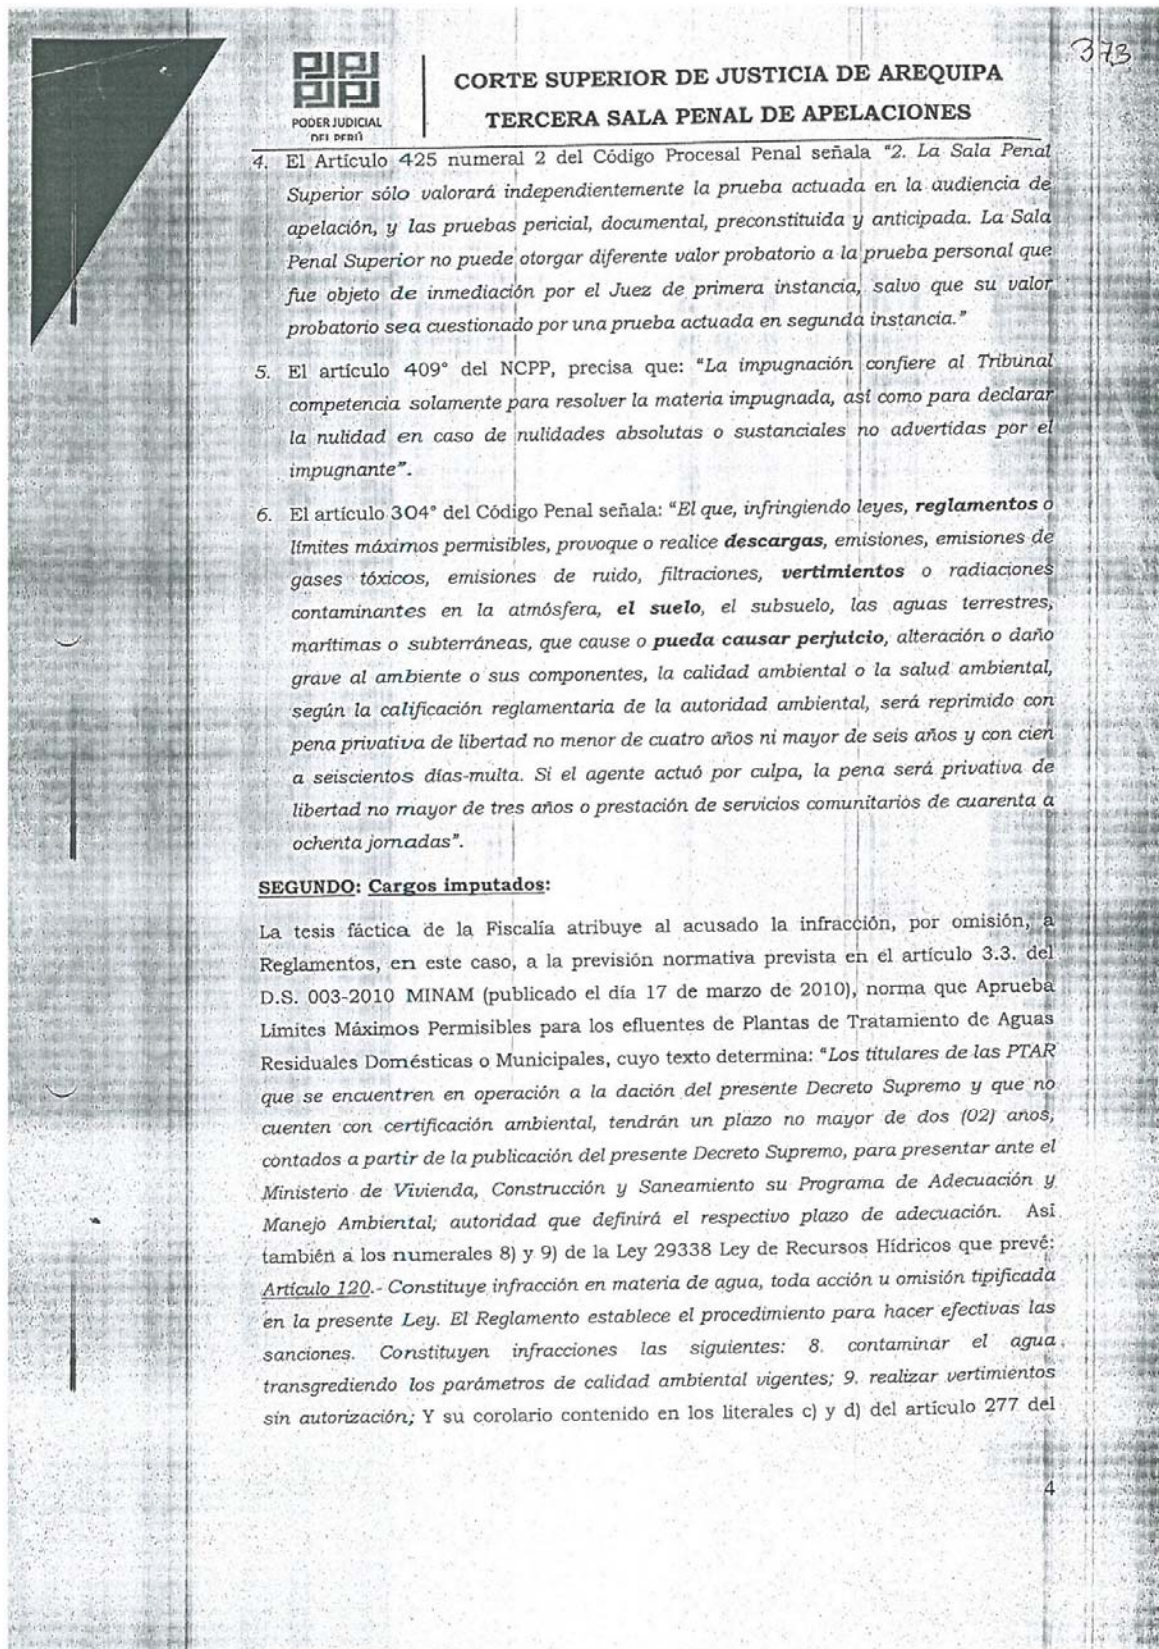 373
PODER JUDICIAL
DEL PERÚ
CORTE SUPERIOR DE JUSTICIA DE AREQUIPA
TERCERA SALA PENAL DE APELACIONES
4. El Artículo 425 numeral 2 del Código Procesal Penal señala "2. La Sala Penal
Superior sólo valorará independientemente la prueba actuada en la audiencia de
apelación, y las pruebas pericial, documental, preconstituida y anticipada. La Sala
Penal Superior no puede otorgar diferente valor probatorio a la prueba personal que
fue objeto de inmediación por el Juez de primera instancia, salvo que su valor
probatorio sea cuestionado por una prueba actuada en segunda instancia."
5. El artículo 409° del NCPP, precisa que: "La impugnación confiere al Tribunal
competencia solamente para resolver la materia impugnada, así como para declarar
la nulidad en caso de nulidades absolutas o sustanciales no advertidas por el
impugnante".
6. El artículo 304° del Código Penal señala: "El que, infringiendo leyes, reglamentos o
límites máximos permisibles, provoque o realice descargas, emisiones, emisiones de
gases tóxicos, emisiones de ruido, filtraciones, vertimientos o radiaciones
contaminantes en la atmósfera, el suelo, el subsuelo, las aguas terrestres,
marítimas o subterráneas, que cause o pueda causar perjuicio, alteración o daño
grave al ambiente o sus componentes, la calidad ambiental o la salud ambiental,
según la calificación reglamentaria de la autoridad ambiental, será reprimido con
pena privativa de libertad no menor de cuatro años ni mayor de seis años y con cien
a seiscientos días-multa. Si el agente actuó por culpa, la pena será privativa de
libertad no mayor de tres años o prestación de servicios comunitarios de cuarenta a
ochenta jornadas".
SEGUNDO: Cargos imputados:
La tesis fáctica de la Fiscalía atribuye al acusado la infracción, por omisión, a
Reglamentos, en este caso, a la previsión normativa prevista en el artículo 3.3. del
D.S. 003-2010 MINAM (publicado el día 17 de marzo de 2010), norma que Aprueba
Límites Máximos Permisibles para los efluentes de Plantas de Tratamiento de Aguas
Residuales Domésticas o Municipales, cuyo texto determina: "Los titulares de las PTAR
que se encuentren en operación a la dación del presente Decreto Supremo y que no
cuenten con certificación ambiental, tendrán un plazo no mayor de dos (02) anos,
contados a partir de la publicación del presente Decreto Supremo, para presentar ante el
Ministerio de Vivienda, Construcción y Saneamiento su Programa de Adecuación y
Manejo Ambiental; autoridad que definirá el respectivo plazo de adecuación. Así
también a los numerales 8) y 9) de la Ley 29338 Ley de Recursos Hídricos que prevé:
Artículo 120.- Constituye infracción en materia de agua, toda acción u omisión tipificada
en la presente Ley. El Reglamento establece el procedimiento para hacer efectivas las
sanciones. Constituyen infracciones las siguientes: 8. contaminar el agua
transgrediendo los parámetros de calidad ambiental vigentes; 9. realizar vertimientos
sin autorización; Y su corolario contenido en los literales c) y d) del artículo 277 del
4